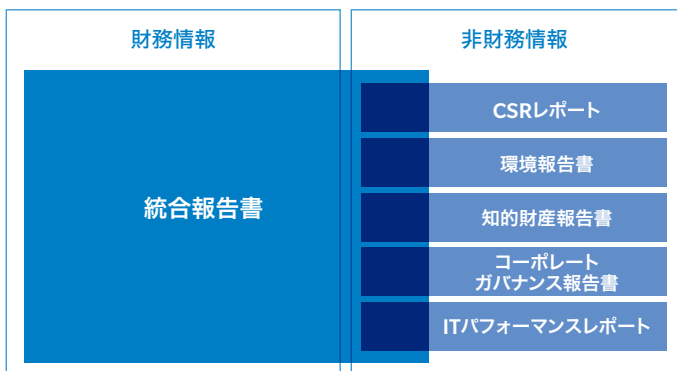 財務情報
非財務情報
統合報告書
CSRレポート
環境報告書
知的財産報告書
コーポレート
ガバナンス報告書
ITパフォーマンスレポート